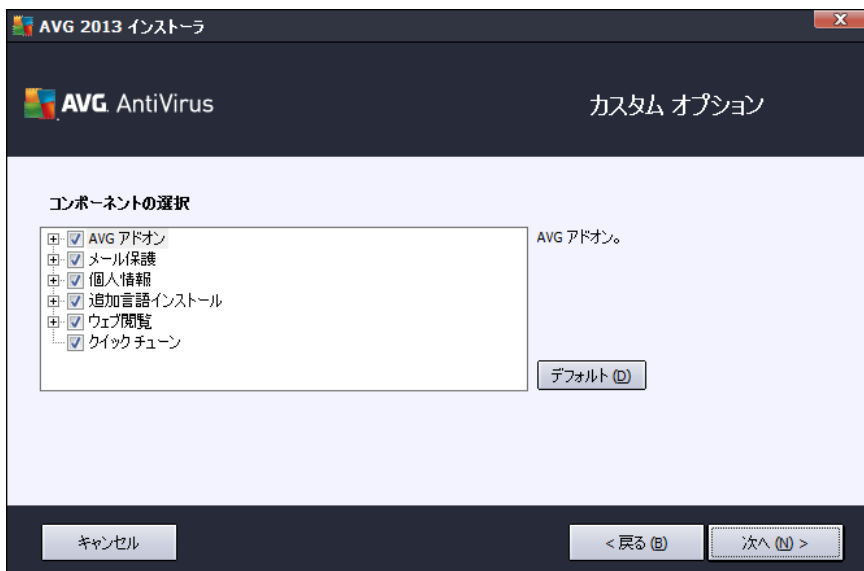 AVG 2013 インストーラ
AVG. AntiVirus
カスタム オプション
コンポーネントの選択
AVG アドオン
メール保護
個人情報
追加言語インストール
ウェブ閲覧
クイック チューン
AVG アドオン。
デフォルト (D)
キャンセル
< 戻る (B)
次へ (N) >